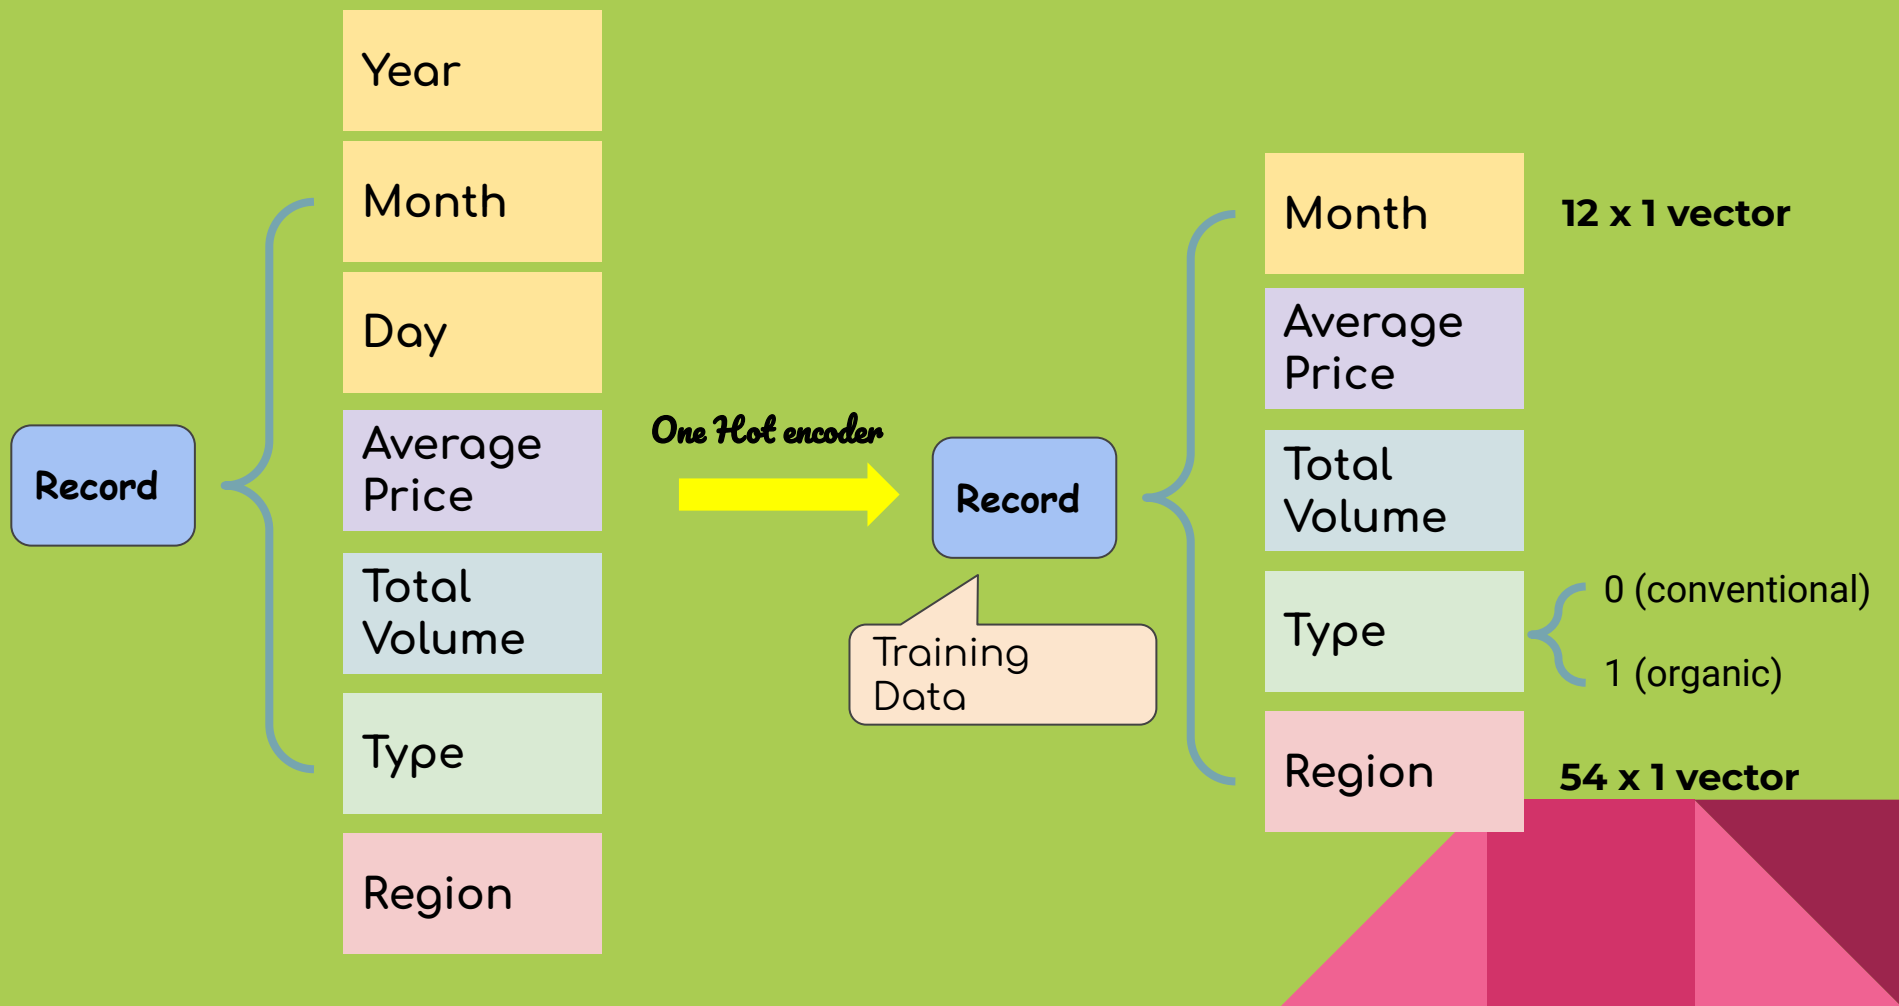 Record
Year
Month
Day
Average
Price
Total
Volume
Type
Region
One Hot encoder
Record
Training
Data
Month
12 x 1 vector
Average
Price
Total
Volume
Type
0 (conventional)
1 (organic)
Region
54 x 1 vector